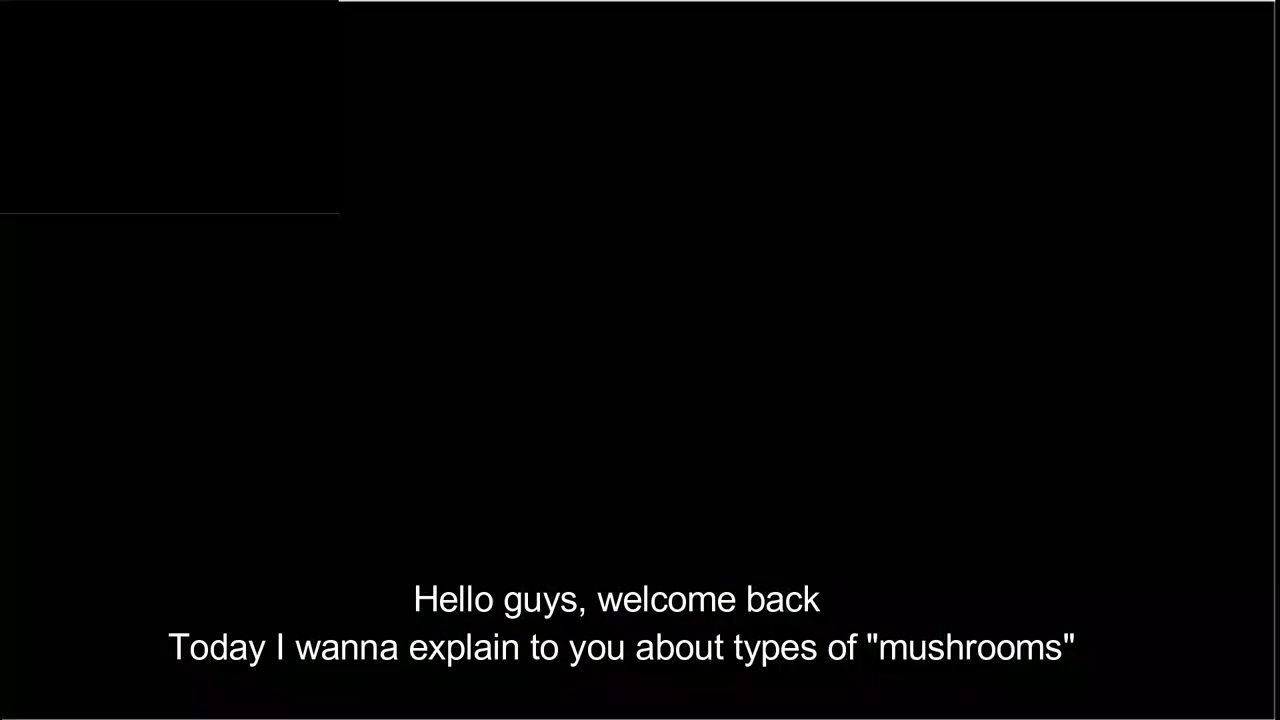 Hello guys, welcome back
Today I wanna explain to you about types of "mushrooms"